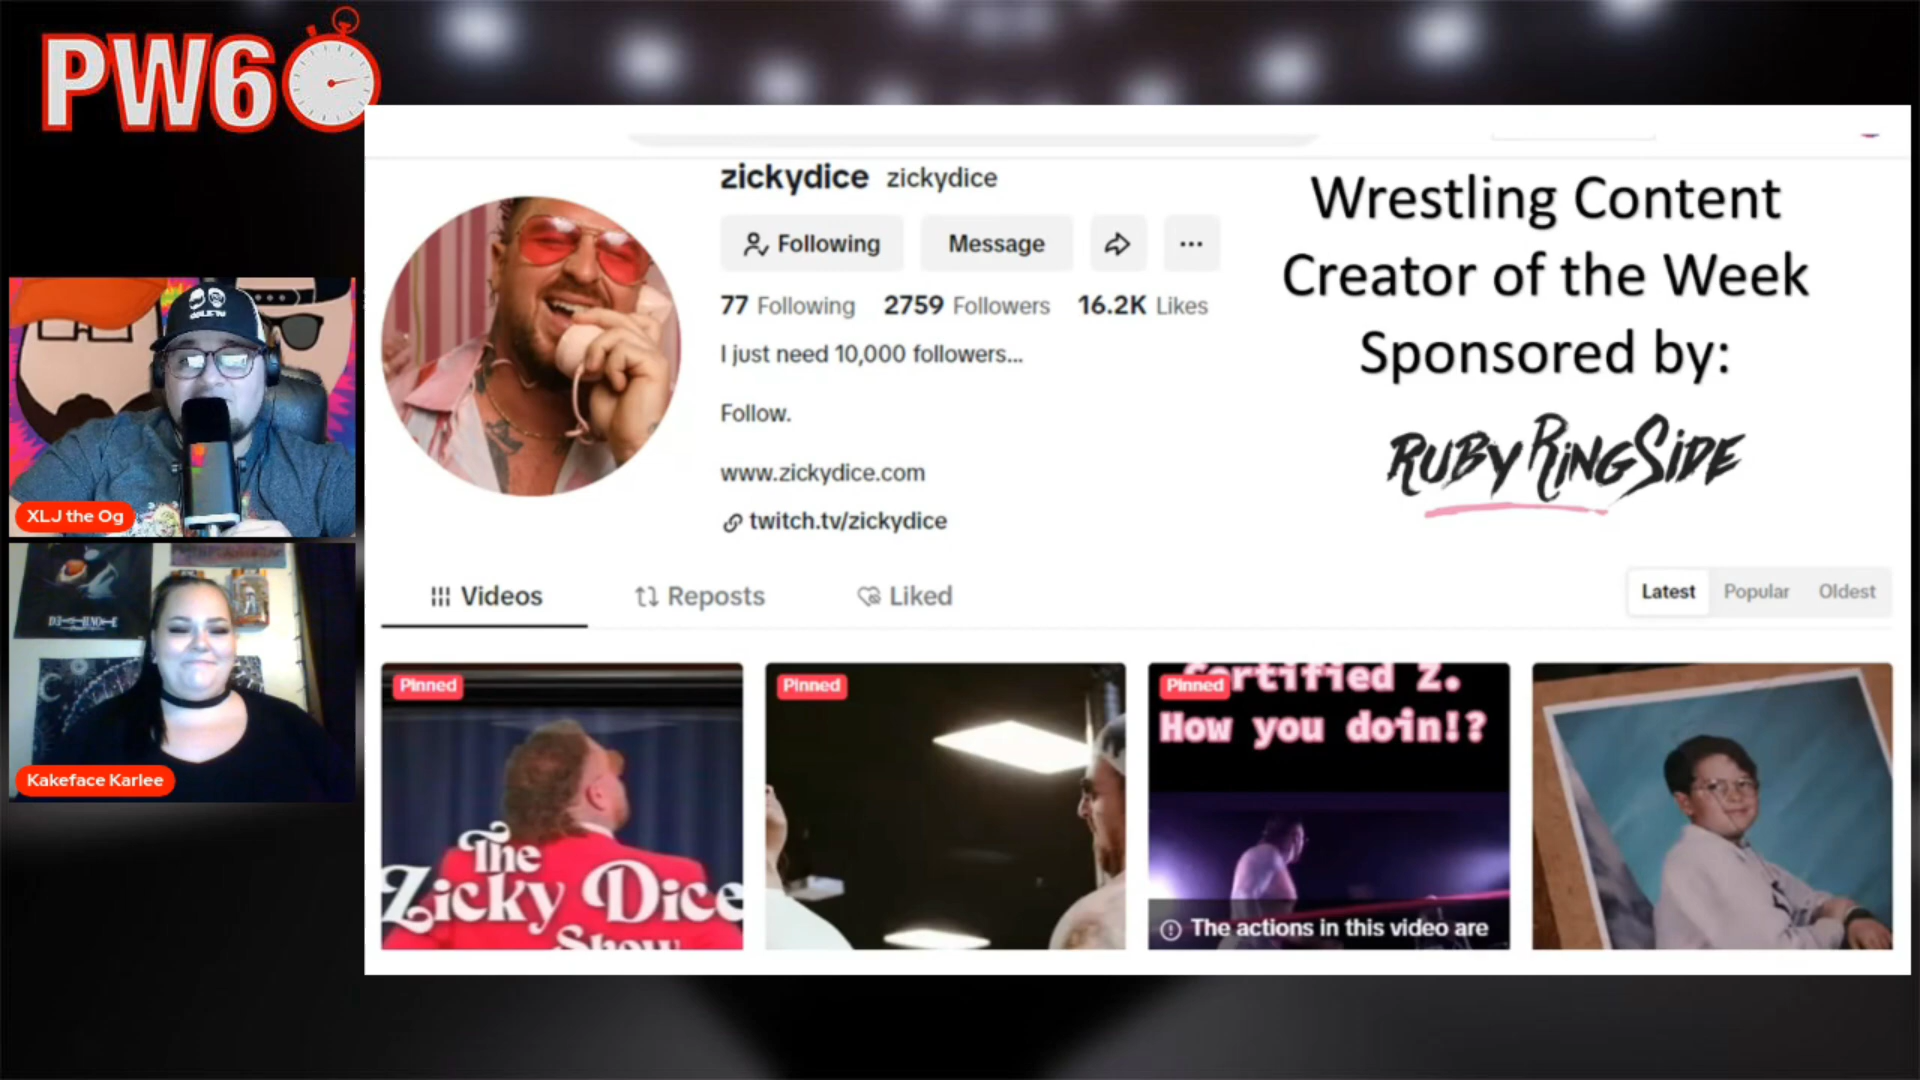 PW60
zickydice zickydice
Following
Message
77 Following 2759 Followers 16.2K Likes
I just need 10,000 followers...
Follow.
www.zickydice.com
twitch.tv/zickydice
Wrestling Content
Creator of the Week
Sponsored by:
RUBY RINGSIDE
XLJ the Og
Kakeface Karlee
Videos
Reposts
Liked
Latest Popular Oldest
Pinned
The
Zicky Dice
Show
Pinned
Pinned
Certified Z.
How you doin!?
The actions in this video are